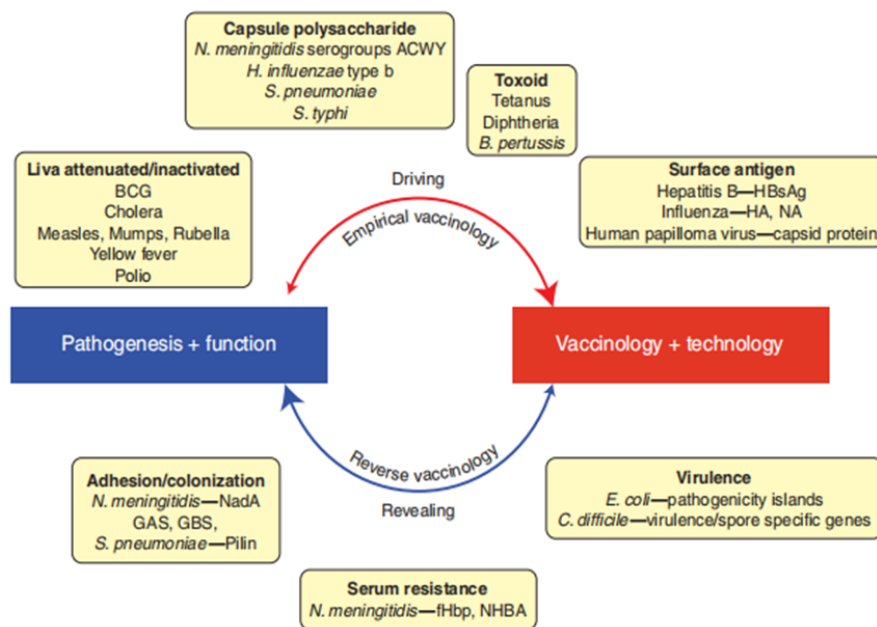 Capsule polysaccharide
N. meningitidis serogroups ACWY
H. influenzae type b
S. pneumoniae
S. typhi
Toxoid
Tetanus
Diphtheria
B. pertussis
Liva attenuated/inactivated
BCG
Cholera
Measles, Mumps, Rubella
Yellow fever
Polio
Surface antigen
Hepatitis B—HBsAg
Influenza—HA, NA
Human papilloma virus—capsid protein
Driving
Empirical vaccinology
Pathogenesis + function
Vaccinology + technology
Reverse vaccinology
Revealing
Adhesion/colonization
N. meningitidis—NadA
GAS, GBS,
S. pneumoniae—Pilin
Virulence
E. coli—pathogenicity islands
C. difficile—virulence/spore specific genes
Serum resistance
N. meningitidis—fHbp, NHBA